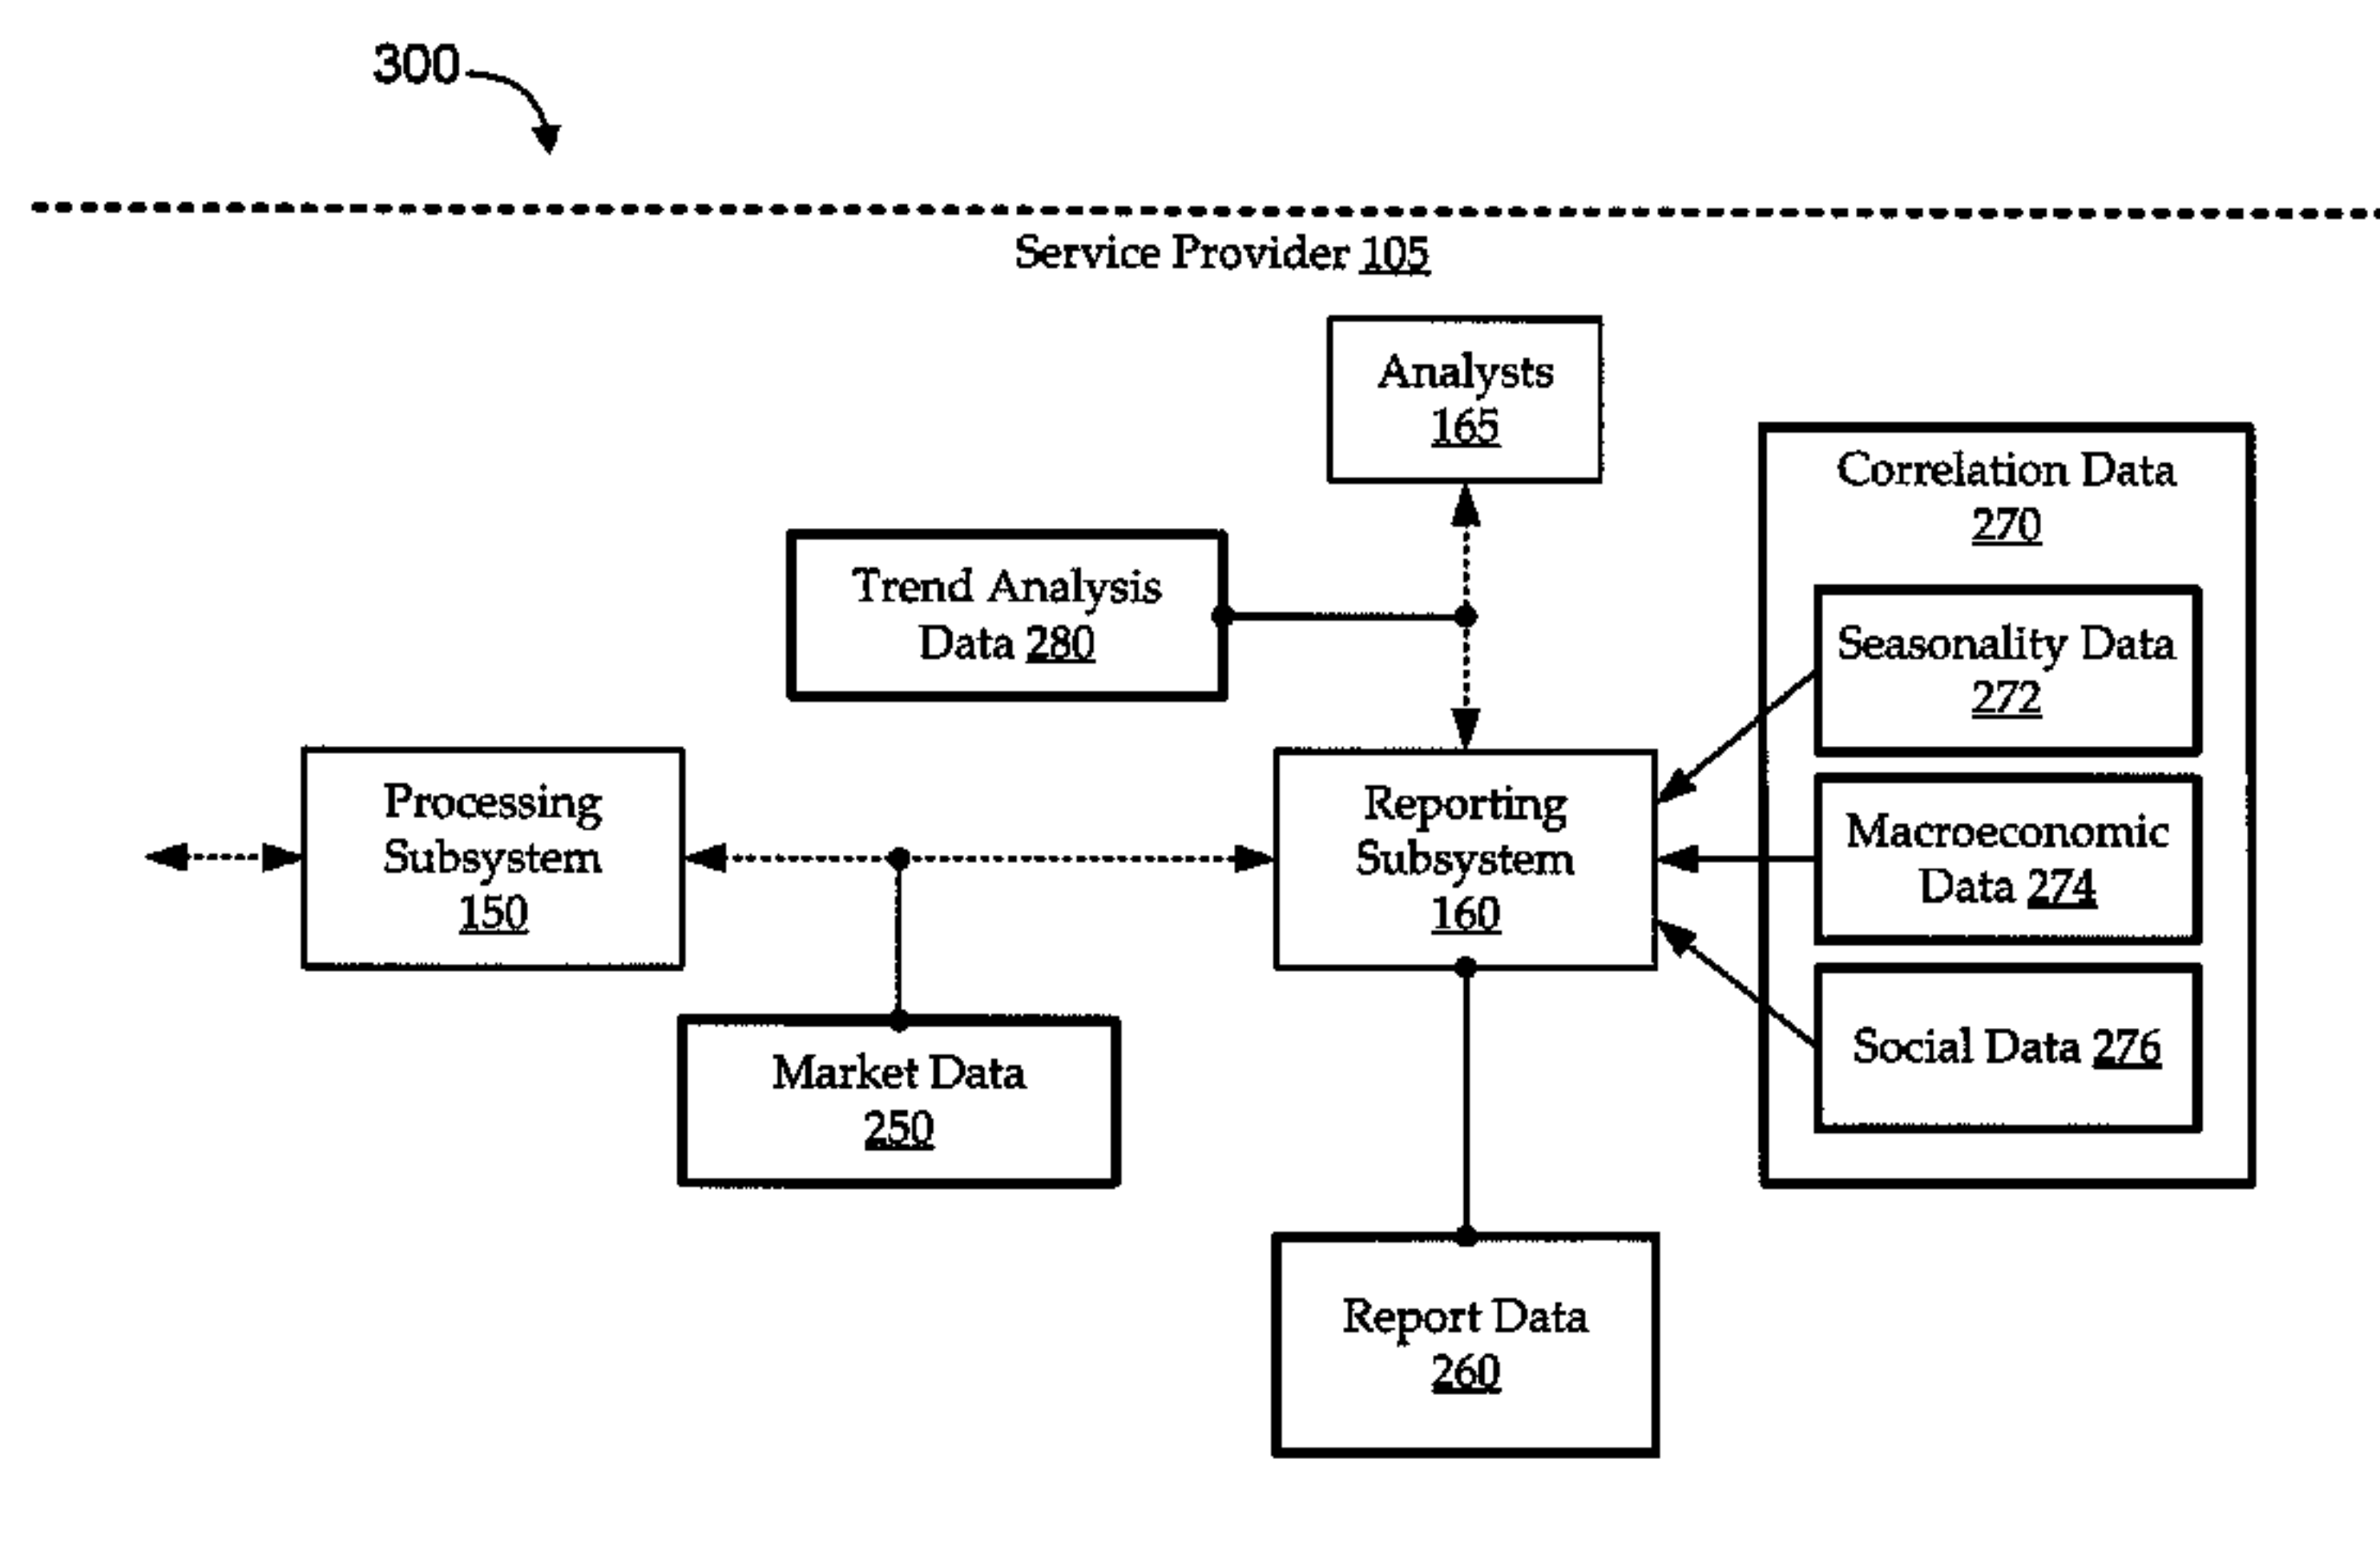 300
Service Provider 105
Analysts
165
Correlation Data
270
Trend Analysis
Data 280
Seasonality Data
272
Processing
Subsystem
150
Reporting
Subsystem
160
Macroeconomic
Data 274
Market Data
250
Social Data 276
Report Data
260